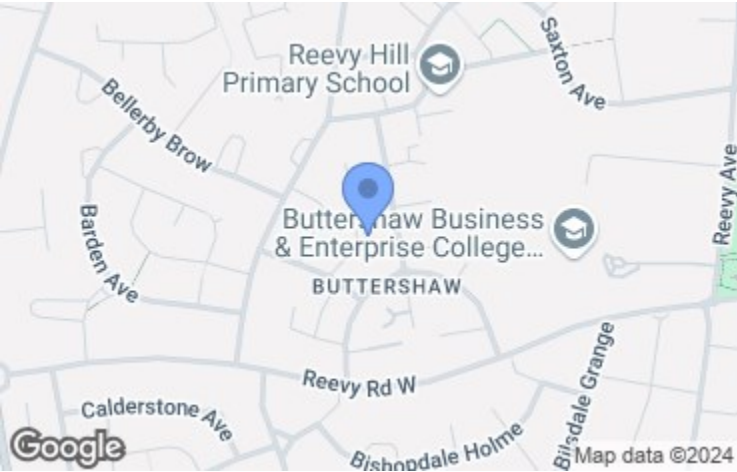 Reevy Hill
Primary School
Saxton Ave
Bellerby Brow
Reevy Ave
Barden Ave
Buttershaw Business
& Enterprise College...
BUTTERSHAW
Reevy Rd W
Calderstone Ave
Bilsdale Grange
Bishopdale Holme
Google
Map data ©2024